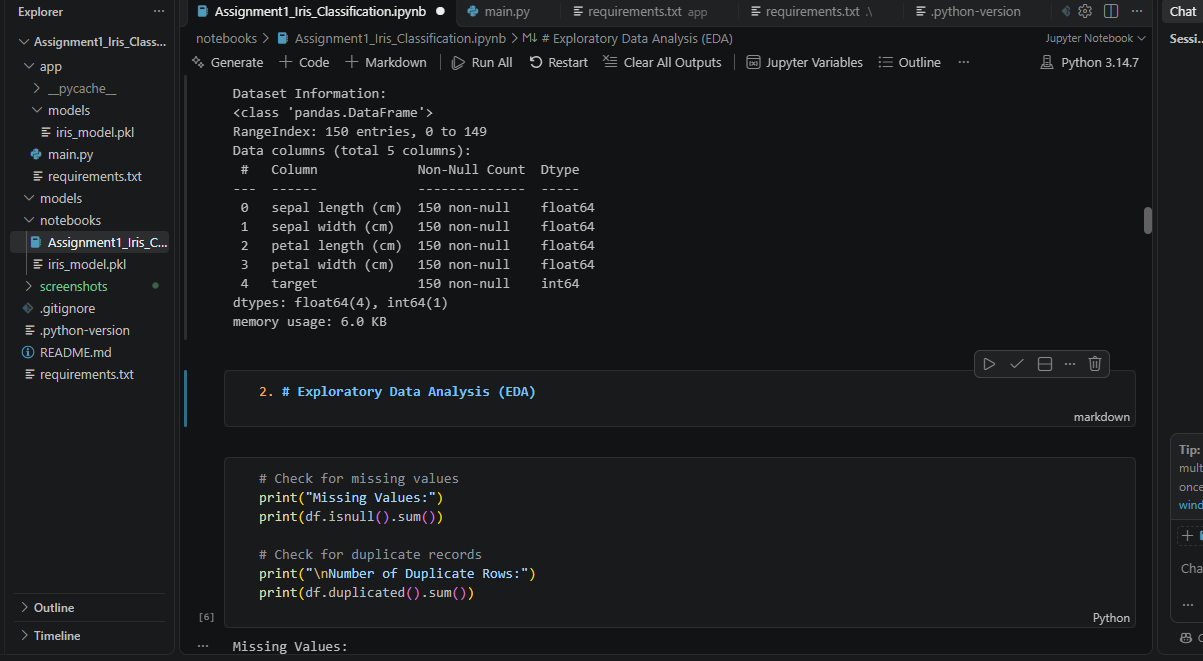 Explorer
Assignment1_Iris_Class...
app
__pycache__
models
iris_model.pkl
main.py
requirements.txt
models
notebooks
Assignment1_Iris_C...
iris_model.pkl
screenshots
.gitignore
.python-version
README.md
requirements.txt
Outline
Timeline
Assignment1_Iris_Classification.ipynb
main.py
requirements.txt app
requirements.txt .\
.python-version
notebooks > Assignment1_Iris_Classification.ipynb > M↓ # Exploratory Data Analysis (EDA)
Jupyter Notebook
Generate + Code + Markdown Run All Restart Clear All Outputs Jupyter Variables Outline ...
Python 3.14.7
Dataset Information:
<class 'pandas.DataFrame'>
RangeIndex: 150 entries, 0 to 149
Data columns (total 5 columns):
 #   Column             Non-Null Count  Dtype
---  ------             --------------  -----
 0   sepal length (cm)  150 non-null    float64
 1   sepal width (cm)   150 non-null    float64
 2   petal length (cm)  150 non-null    float64
 3   petal width (cm)   150 non-null    float64
 4   target             150 non-null    int64
dtypes: float64(4), int64(1)
memory usage: 6.0 KB
2. # Exploratory Data Analysis (EDA)
markdown
# Check for missing values
print("Missing Values:")
print(df.isnull().sum())
# Check for duplicate records
print("\nNumber of Duplicate Rows:")
print(df.duplicated().sum())
[6]
Python
... Missing Values:
Chat
Sessi..
Tip:
mult
once
wind
Cha
...